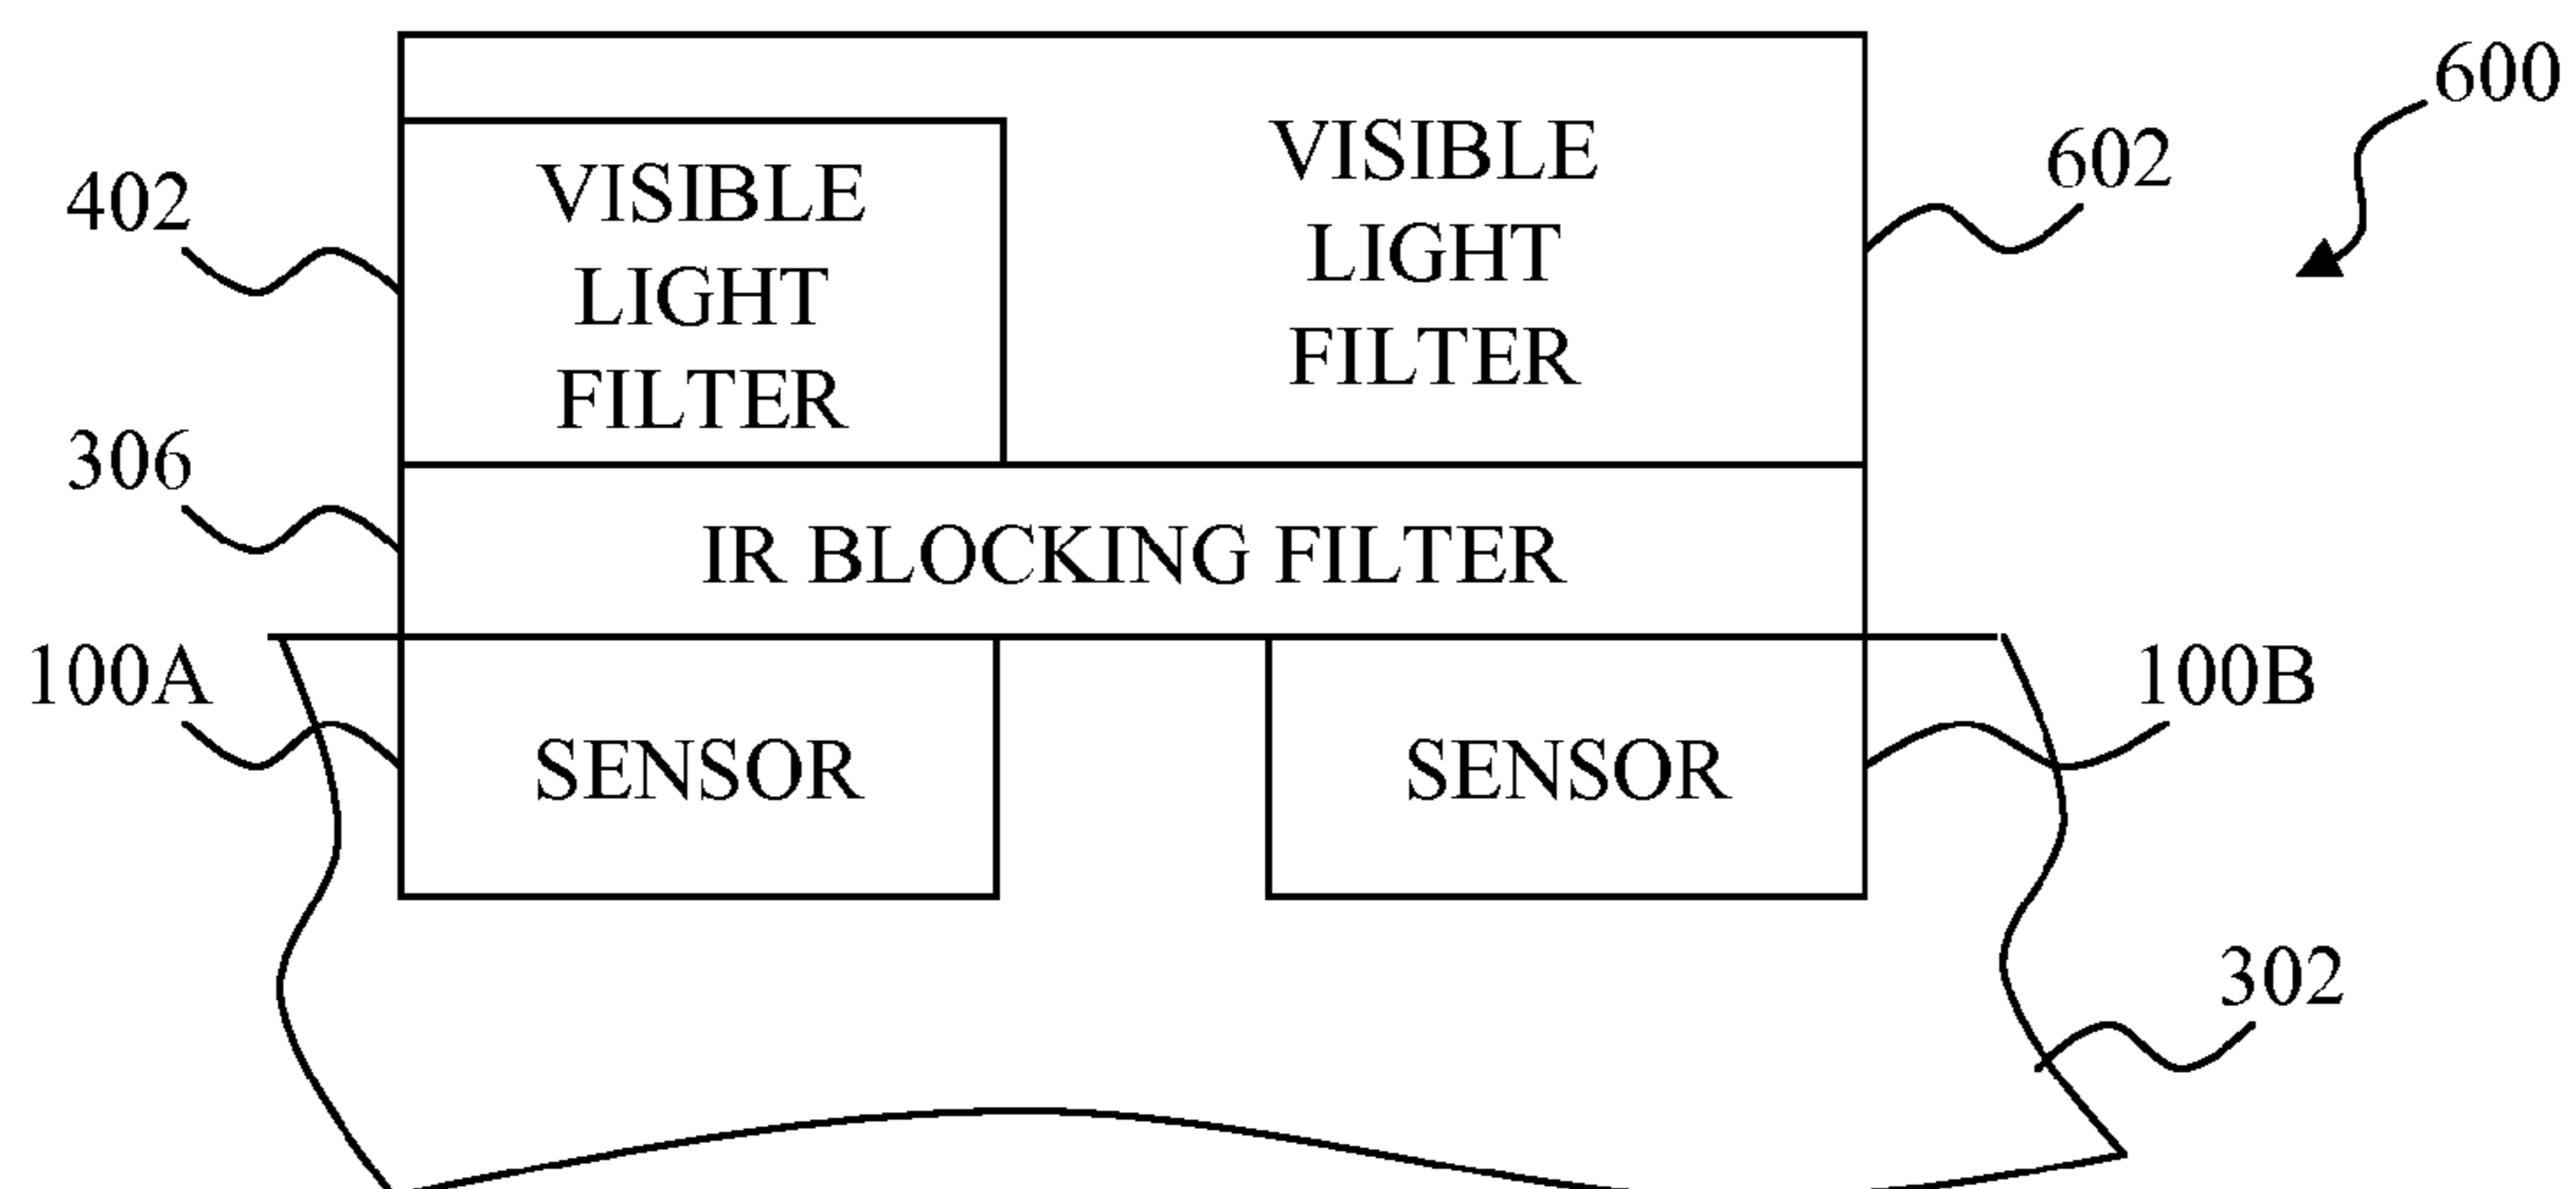 600
602
402
VISIBLE
LIGHT
FILTER
VISIBLE
LIGHT
FILTER
306
IR BLOCKING FILTER
100A
SENSOR
SENSOR
100B
302